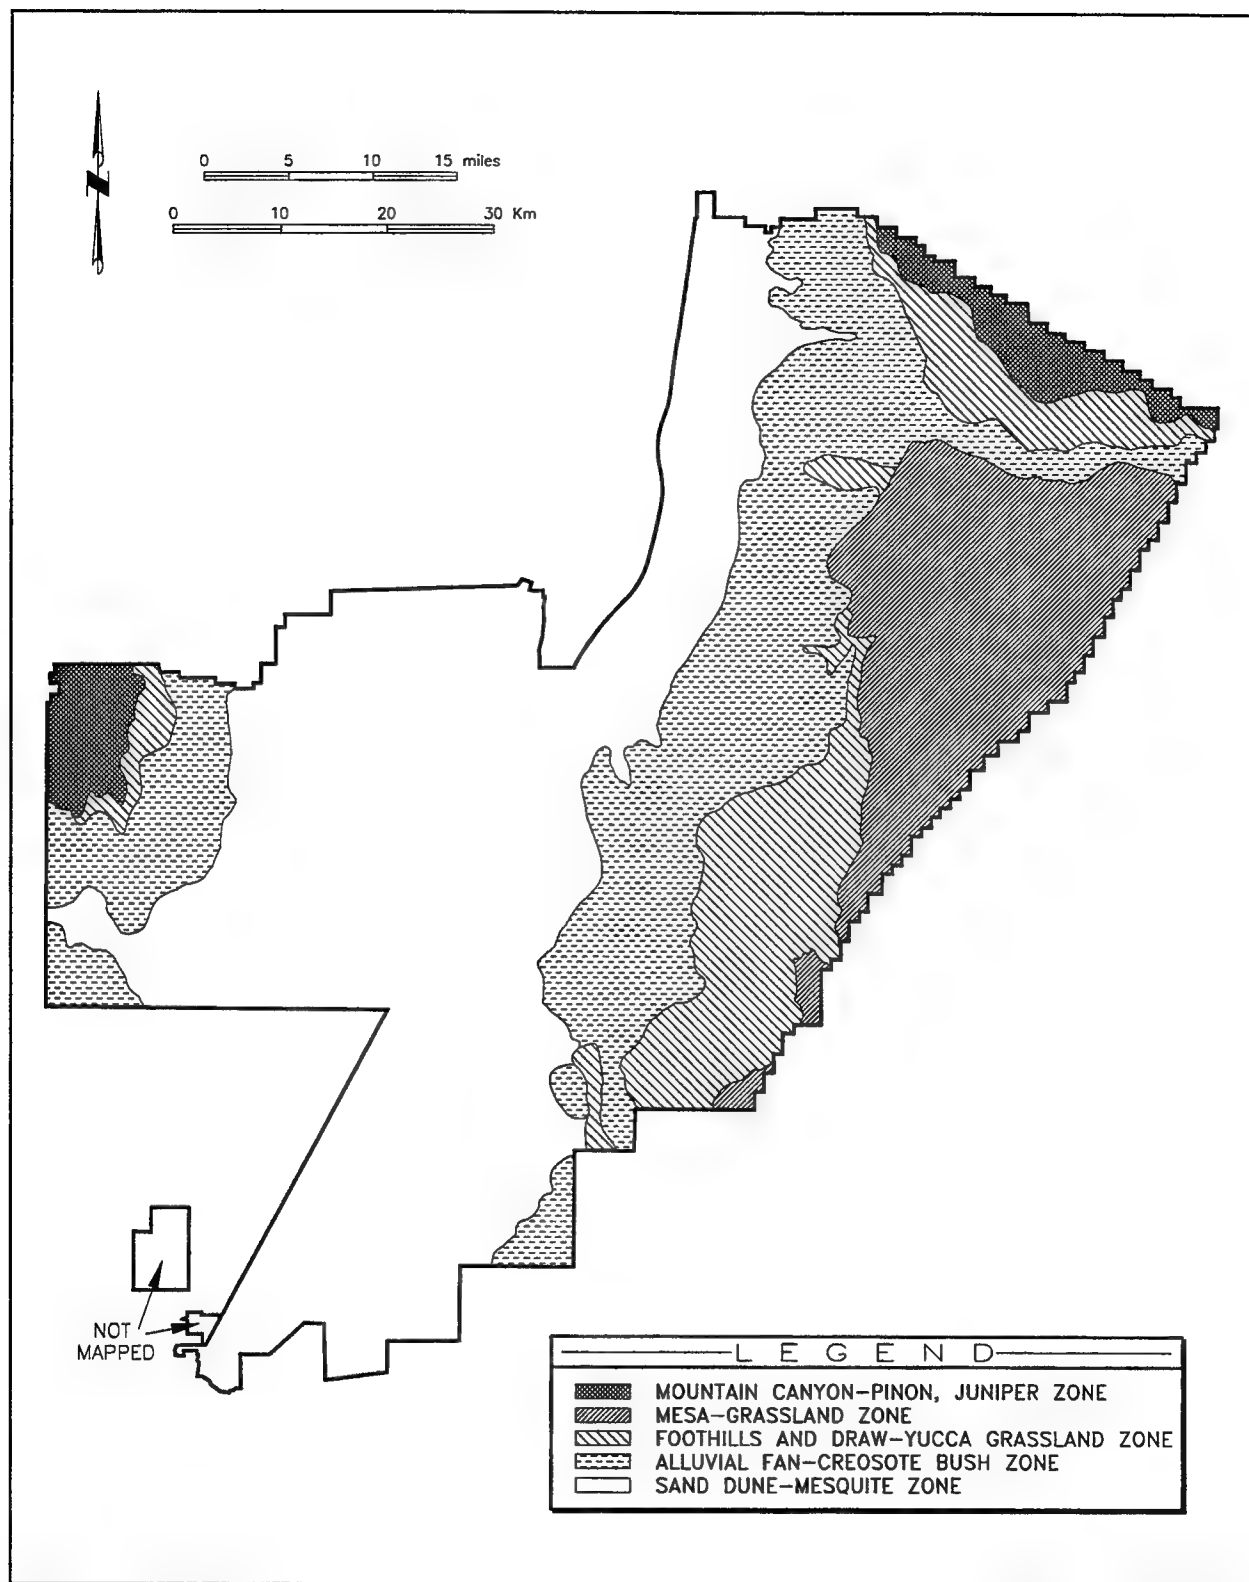 0 5 10 15 miles
0 10 20 30 Km
NOT
MAPPED
LEGEND
MOUNTAIN CANYON-PINON, JUNIPER ZONE
MESA-GRASSLAND ZONE
FOOTHILLS AND DRAW-YUCCA GRASSLAND ZONE
ALLUVIAL FAN-CREOSOTE BUSH ZONE
SAND DUNE-MESQUITE ZONE